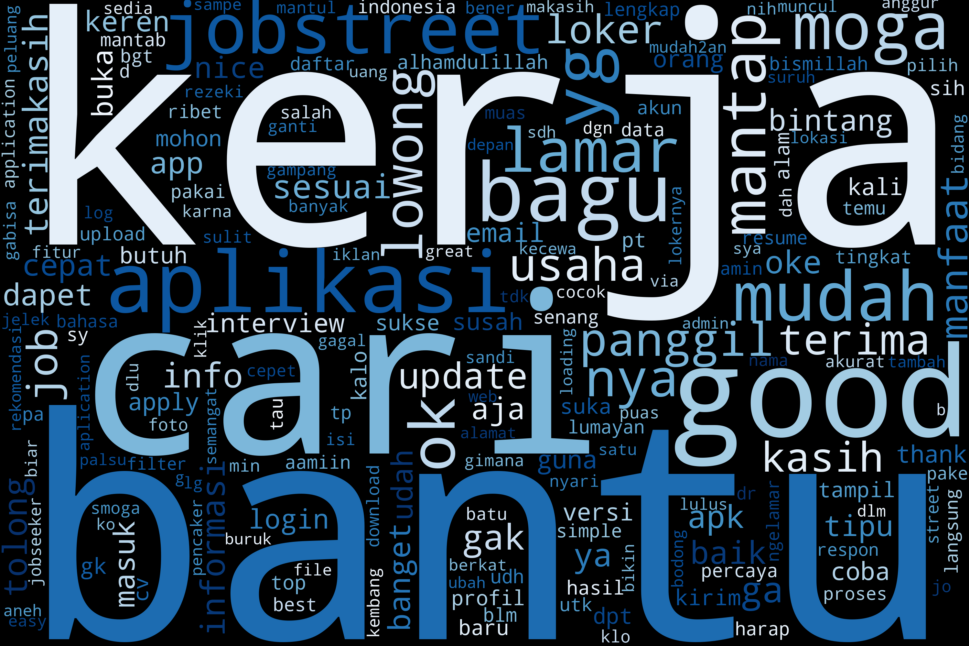 kerja
bantu
cari
aplikasi
good
bagu
mudah
jobstreet
mantap
moga
lamar
yg
lowong
usaha
panggil
nya
terima
kasih
ok
update
job
info
terimakasih
keren
loker
manfaat
bintang
sesuai
app
email
cepat
dapet
interview
aja
apply
login
informasi
tolong
masuk
banget
udah
gak
versi
ya
apk
baik
ga
tipu
coba
oke
nice
buka
sedia
mantab
bgt
d
sampe
mantul
indonesia
bener
makasih
lengkap
nih
muncul
anggur
mudah2an
orang
bismillah
pilih
suruh
sih
daftar
uang
alhamdulillah
rezeki
ribet
salah
ganti
mohon
gampang
pakai
banyak
karna
log
upload
sulit
muas
sdh
dgn
data
akun
depan
lokasi
dah
alami
kali
temu
bidang
peluang
application
gabisa
fitur
butuh
iklan
great
kecewa
pt
via
lokernya
resume
sya
amin
tingkat
tdk
cocok
senang
jelek
bahasa
sy
klik
sukse
susah
gagal
sandi
kalo
loading
admin
nama
akurat
tambah
rekomendasi
pa
aplication
dlu
foto
cepet
tau
semangat
tp
isi
web
alamat
suka
puas
lumayan
satu
b
thank
pake
palsu
filter
min
aamiin
gimana
guna
nyari
biar
jobseeker
smoga
ko
gk
cv
glg
pencaker
buruk
download
batu
simple
bikin
hasil
lulus
dr
ngelamar
tampil
dlm
respon
proses
street
langsung
jo
aneh
easy
top
best
file
kembang
berkat
ubah
udh
profil
blm
baru
utk
dpt
klo
bodong
percaya
kirim
harap